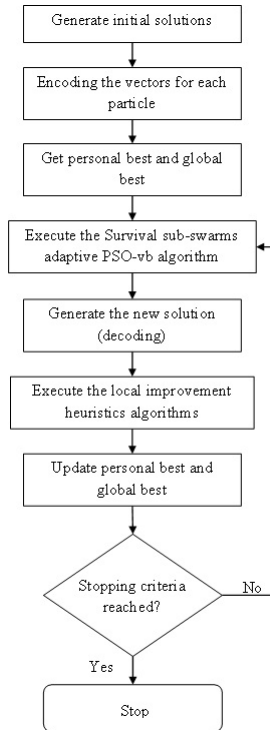 Generate initial solutions
Encoding the vectors for each
particle
Get personal best and global
best
Execute the Survival sub-swarms
adaptive PSO-vb algorithm
Generate the new solution
(decoding)
Execute the local improvement
heuristics algorithms
Update personal best and
global best
Stopping criteria
reached?
No
Yes
Stop